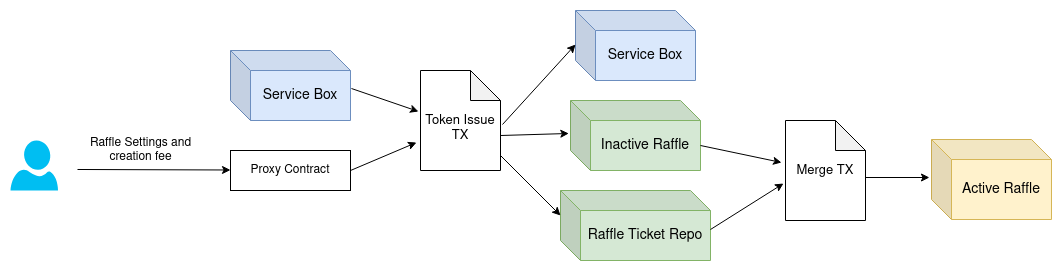 Raffle Settings and
creation fee
Service Box
Proxy Contract
Token Issue
TX
Service Box
Inactive Raffle
Raffle Ticket Repo
Merge TX
Active Raffle